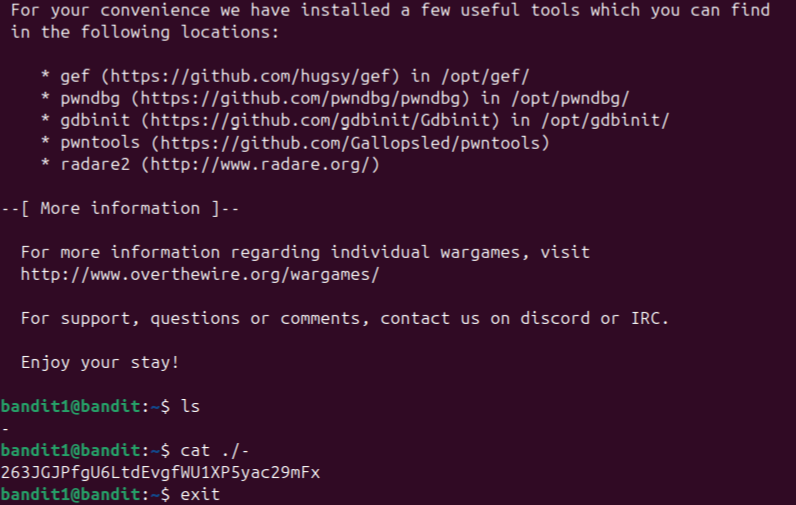 For your convenience we have installed a few useful tools which you can find
in the following locations:
* gef (https://github.com/hugsy/gef) in /opt/gef/
* pwndbg (https://github.com/pwndbg/pwndbg) in /opt/pwndbg/
* gdbinit (https://github.com/gdbinit/Gdbinit) in /opt/gdbinit/
* pwntools (https://github.com/Gallopsled/pwntools)
* radare2 (http://www.radare.org/)
--[ More information ]--
For more information regarding individual wargames, visit
http://www.overthewire.org/wargames/
For support, questions or comments, contact us on discord or IRC.
Enjoy your stay!
bandit1@bandit:~$ ls
-
bandit1@bandit:~$ cat ./-
263JGJPfgU6LtdEvgfWU1XP5yac29mFx
bandit1@bandit:~$ exit